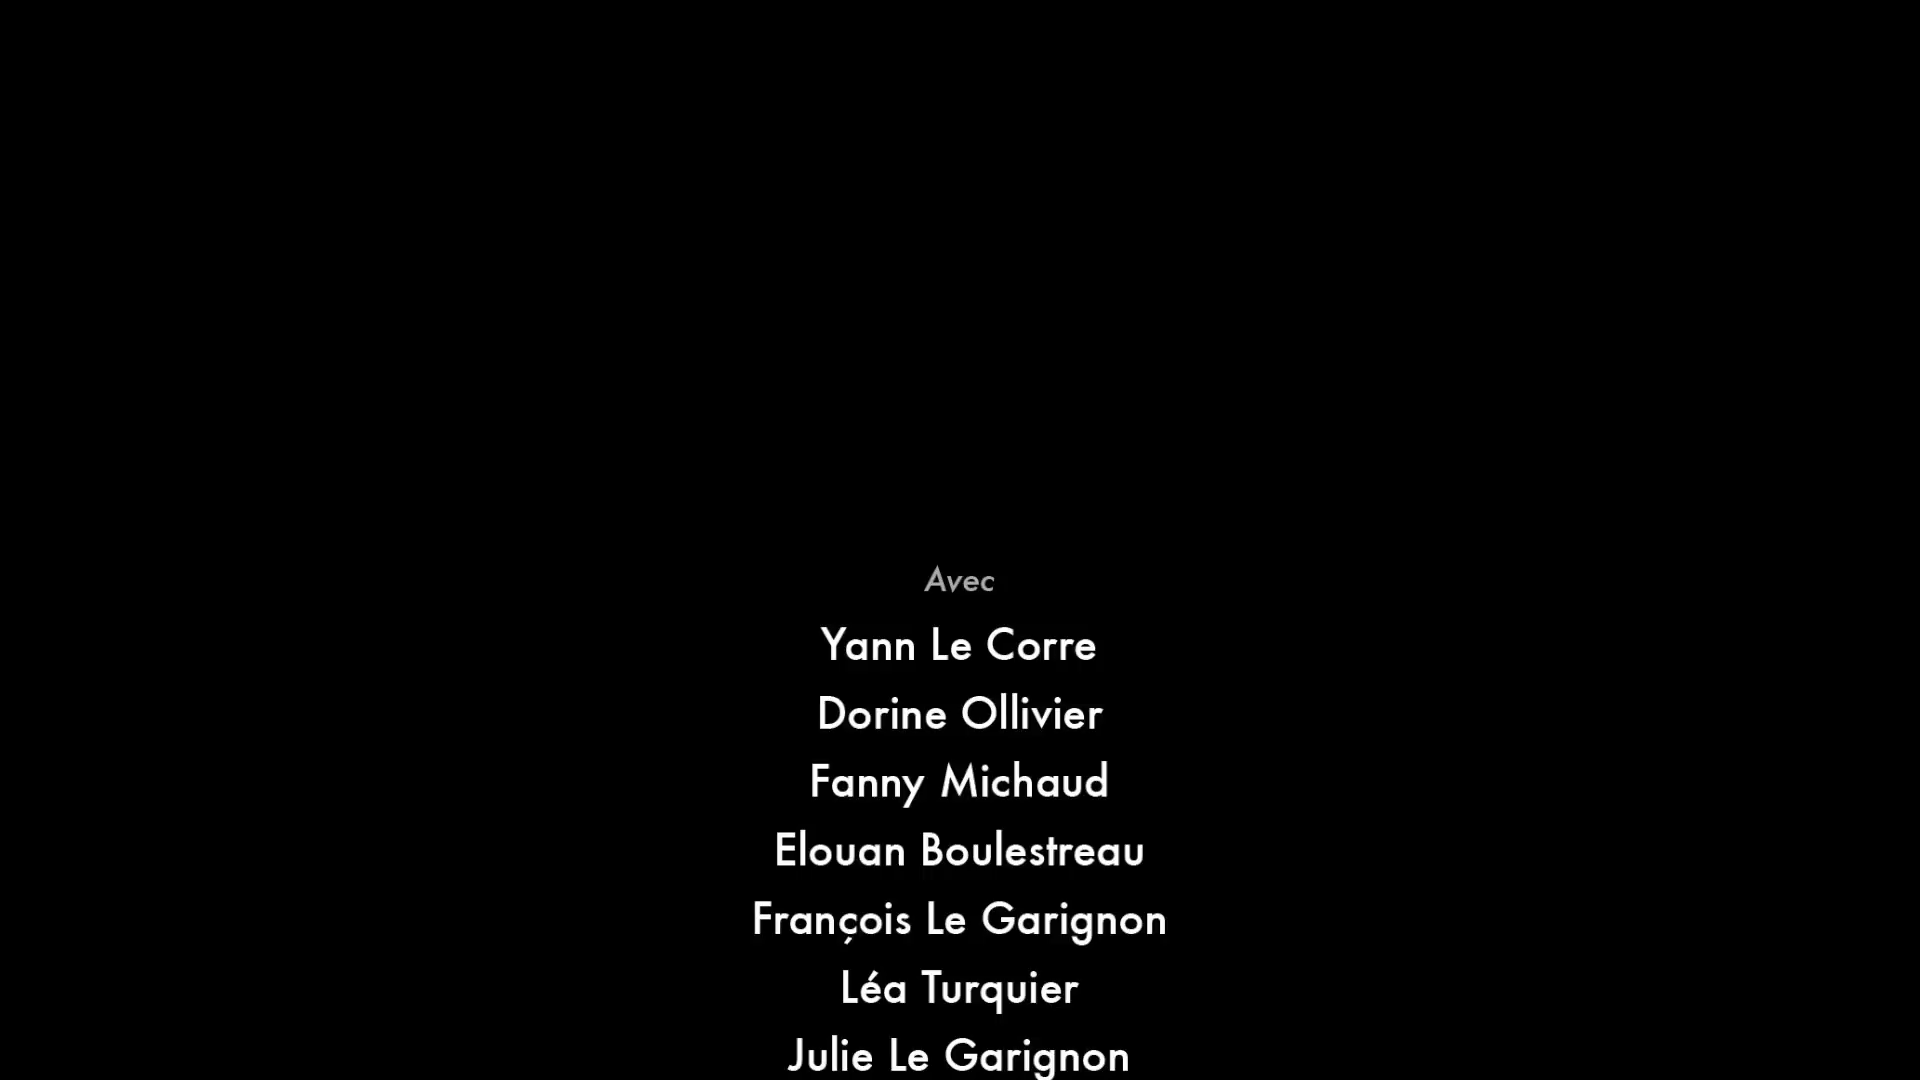 Avec
Yann Le Corre
Dorine Ollivier
Fanny Michaud
Elouan Boulestreau
François Le Garignon
Léa Turquier
Julie Le Garignon